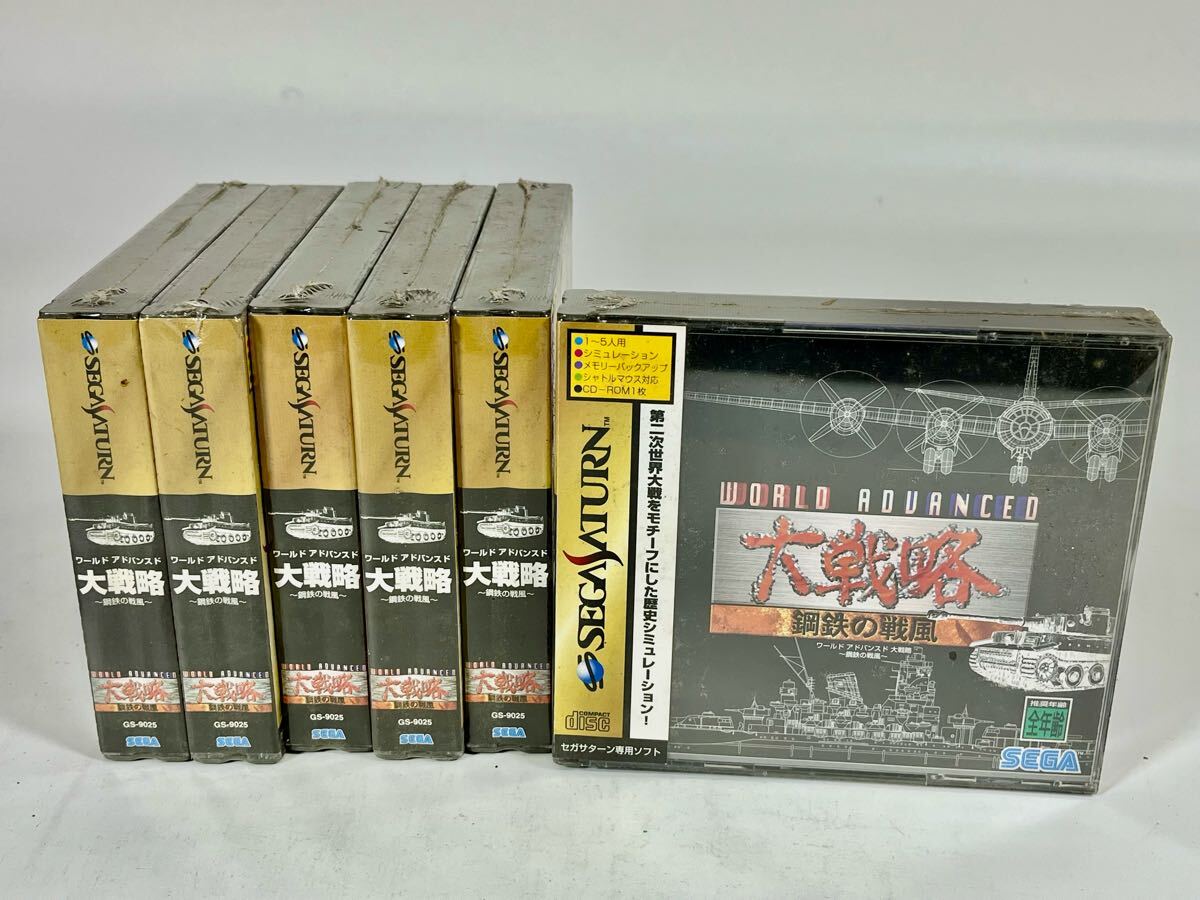 SEGASATURN
ワールド アドバンスド
大戦略
〜鋼鉄の戦風〜
WORLD ADVANCED
大戦略
鋼鉄の戦風
GS-9025
SEGA
SEGASATURN
ワールド アドバンスド
大戦略
〜鋼鉄の戦風〜
WORLD ADVANCED
大戦略
鋼鉄の戦風
GS-9025
SEGA
SEGASATURN
ワールド アドバンスド
大戦略
〜鋼鉄の戦風〜
WORLD ADVANCED
大戦略
鋼鉄の戦風
GS-9025
SEGA
SEGASATURN
ワールド アドバンスド
大戦略
〜鋼鉄の戦風〜
WORLD ADVANCED
大戦略
鋼鉄の戦風
GS-9025
SEGA
SEGASATURN
ワールド アドバンスド
大戦略
〜鋼鉄の戦風〜
WORLD ADVANCED
大戦略
鋼鉄の戦風
GS-9025
SEGA
●1〜5人用
●シミュレーション
●メモリーバックアップ
●シャトルマウス対応
●CD-ROM1枚
第二次世界大戦をモチーフにした歴史シミュレーション!
SEGASATURN™
COMPACT
disc
セガサターン専用ソフト
WORLD ADVANCED
大戦略
鋼鉄の戦風
ワールド アドバンスド 大戦略
〜鋼鉄の戦風〜
推奨年齢
全年齢
SEGA